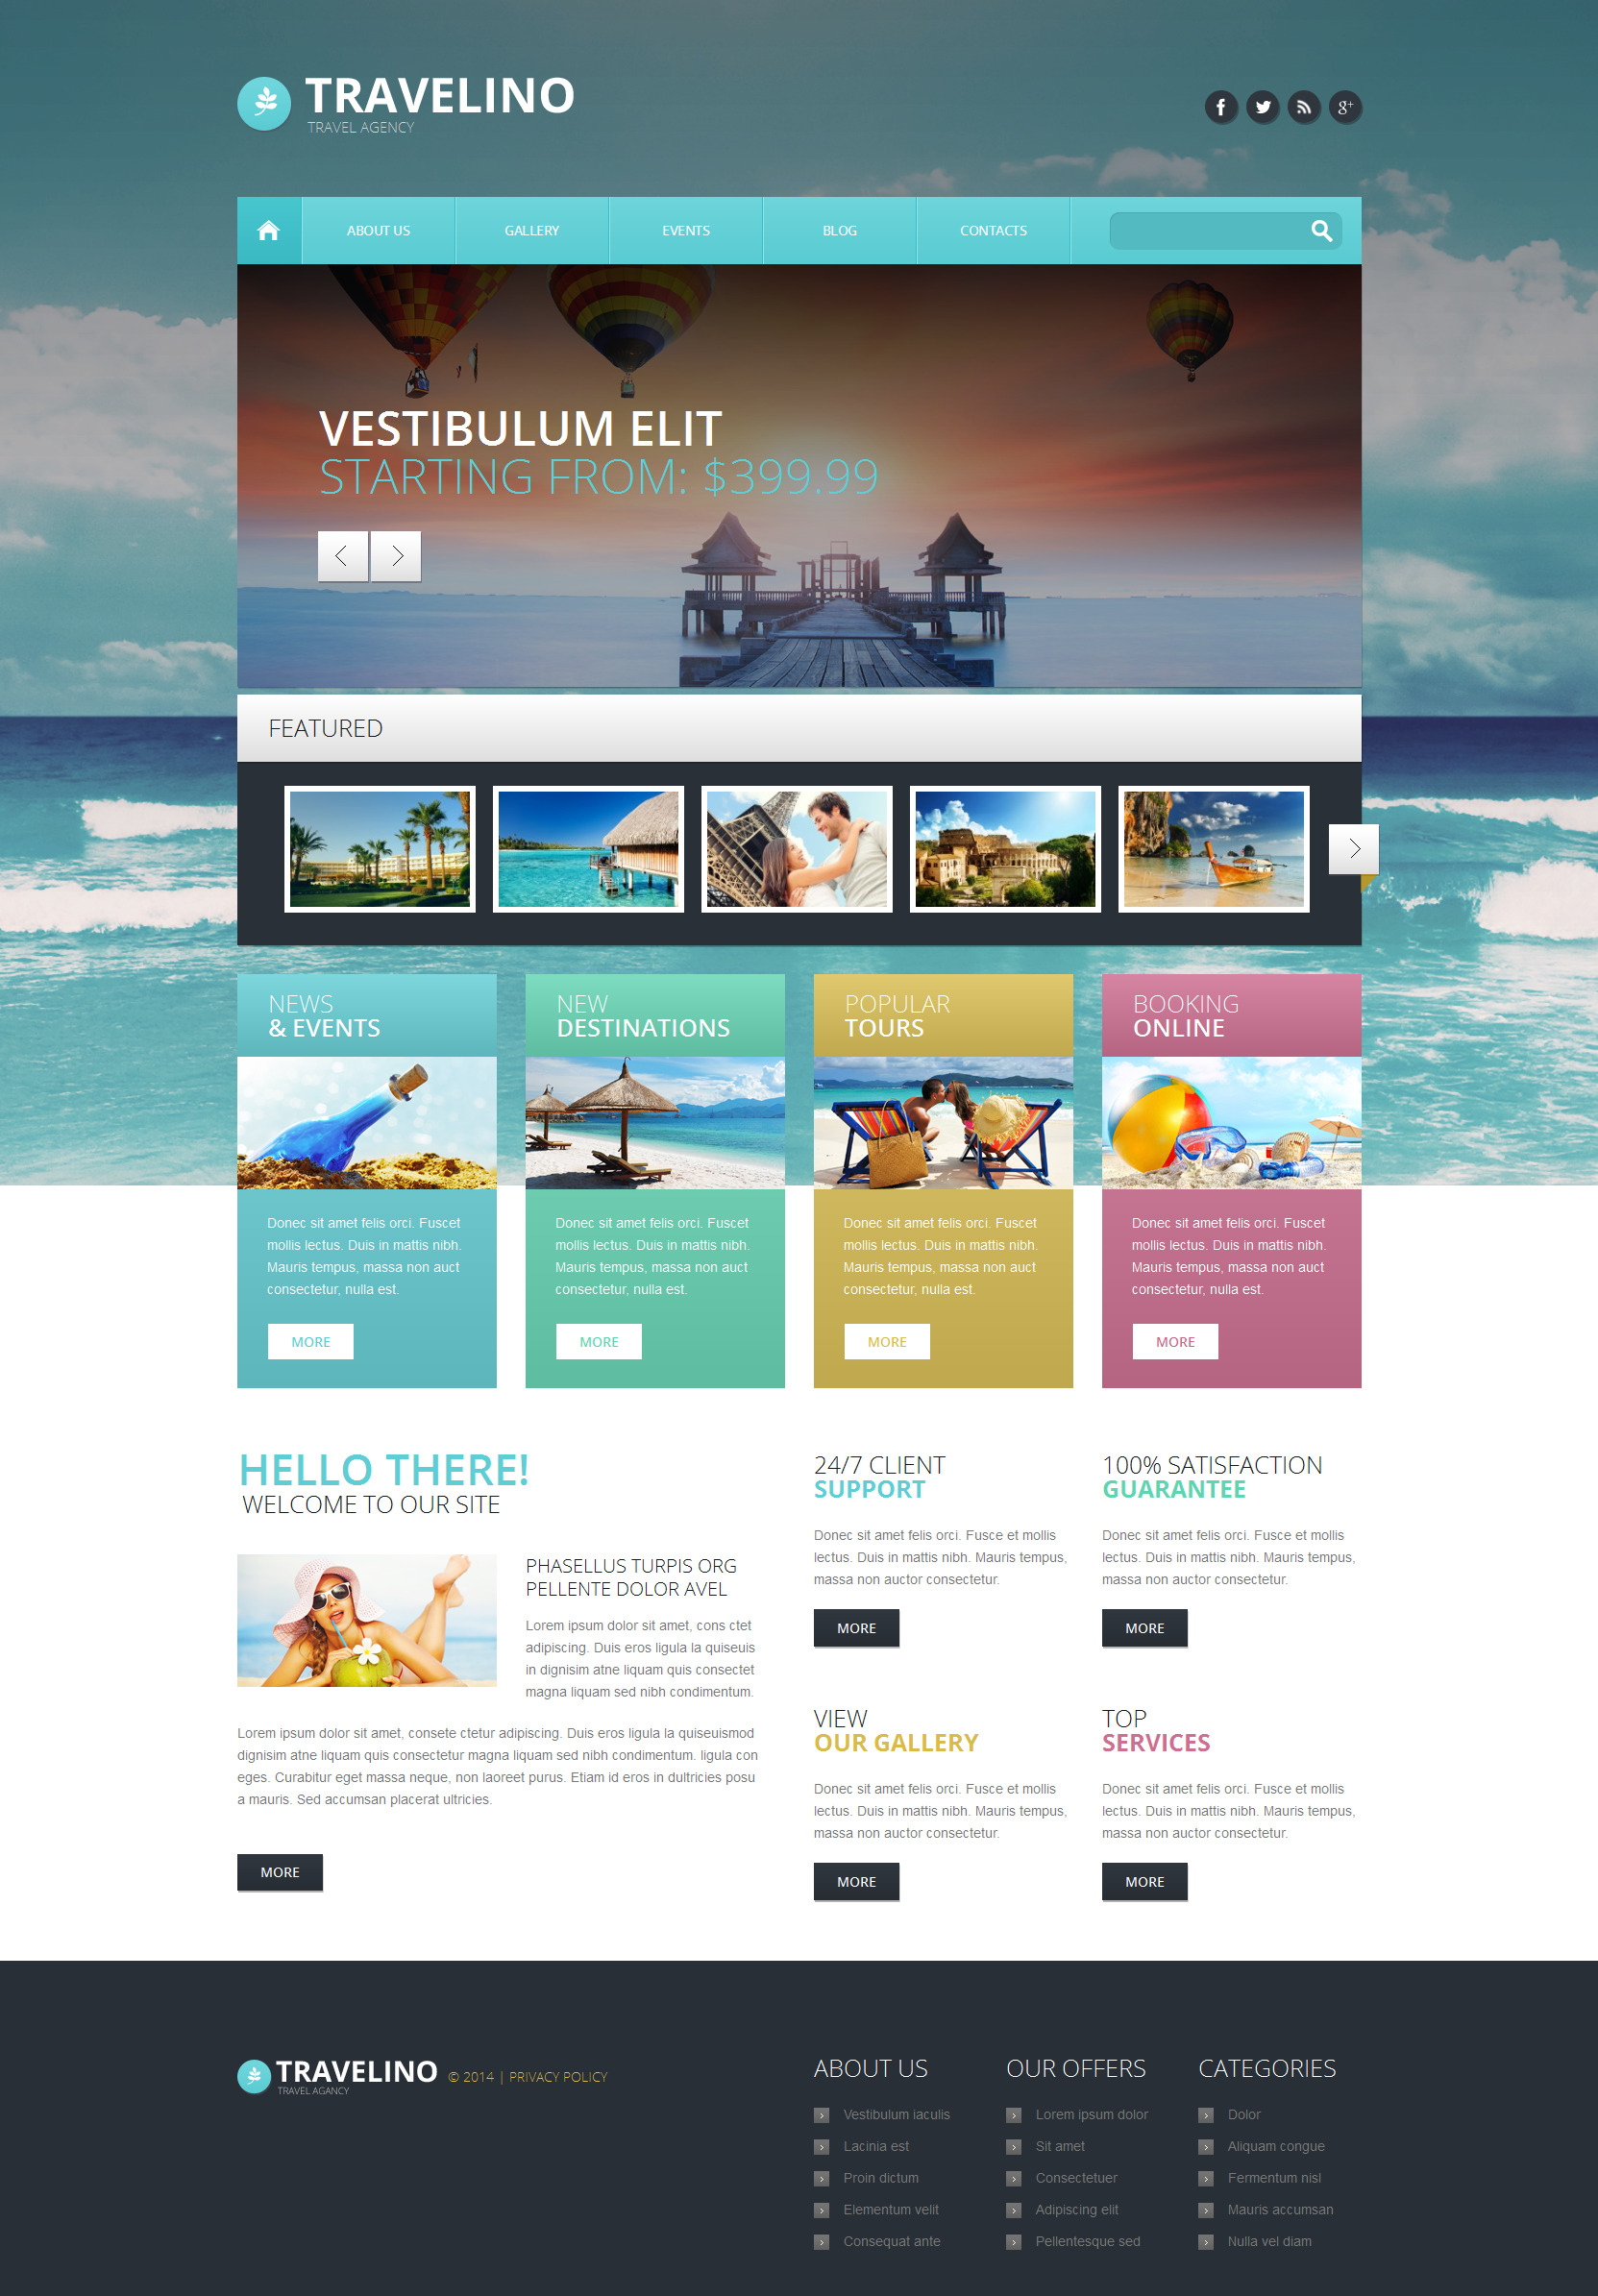 TRAVELINO
TRAVEL AGENCY
ABOUT US
GALLERY
EVENTS
BLOG
CONTACTS
VESTIBULUM ELIT
STARTING FROM: $399.99
FEATURED
NEWS
& EVENTS
Donec sit amet felis orci. Fuscet
mollis lectus. Duis in mattis nibh.
Mauris tempus, massa non auct
consectetur, nulla est.
MORE
NEW
DESTINATIONS
Donec sit amet felis orci. Fuscet
mollis lectus. Duis in mattis nibh.
Mauris tempus, massa non auct
consectetur, nulla est.
MORE
POPULAR
TOURS
Donec sit amet felis orci. Fuscet
mollis lectus. Duis in mattis nibh.
Mauris tempus, massa non auct
consectetur, nulla est.
MORE
BOOKING
ONLINE
Donec sit amet felis orci. Fuscet
mollis lectus. Duis in mattis nibh.
Mauris tempus, massa non auct
consectetur, nulla est.
MORE
HELLO THERE!
WELCOME TO OUR SITE
PHASELLUS TURPIS ORG
PELLENTE DOLOR AVEL
Lorem ipsum dolor sit amet, cons ctet
adipiscing. Duis eros ligula la quiseuis
in dignisim atne liquam quis consectet
magna liquam sed nibh condimentum.
Lorem ipsum dolor sit amet, consete ctetur adipiscing. Duis eros ligula la quiseuismod
dignisim atne liquam quis consectetur magna liquam sed nibh condimentum. ligula con
eges. Curabitur eget massa neque, non laoreet purus. Etiam id eros in dultricies posu
a mauris. Sed accumsan placerat ultricies.
MORE
24/7 CLIENT
SUPPORT
Donec sit amet felis orci. Fusce et mollis
lectus. Duis in mattis nibh. Mauris tempus,
massa non auctor consectetur.
MORE
100% SATISFACTION
GUARANTEE
Donec sit amet felis orci. Fusce et mollis
lectus. Duis in mattis nibh. Mauris tempus,
massa non auctor consectetur.
MORE
VIEW
OUR GALLERY
Donec sit amet felis orci. Fusce et mollis
lectus. Duis in mattis nibh. Mauris tempus,
massa non auctor consectetur.
MORE
TOP
SERVICES
Donec sit amet felis orci. Fusce et mollis
lectus. Duis in mattis nibh. Mauris tempus,
massa non auctor consectetur.
MORE
TRAVELINO
TRAVEL AGANCY
© 2014 | PRIVACY POLICY
ABOUT US
Vestibulum iaculis
Lacinia est
Proin dictum
Elementum velit
Consequat ante
OUR OFFERS
Lorem ipsum dolor
Sit amet
Consectetuer
Adipiscing elit
Pellentesque sed
CATEGORIES
Dolor
Aliquam congue
Fermentum nisl
Mauris accumsan
Nulla vel diam